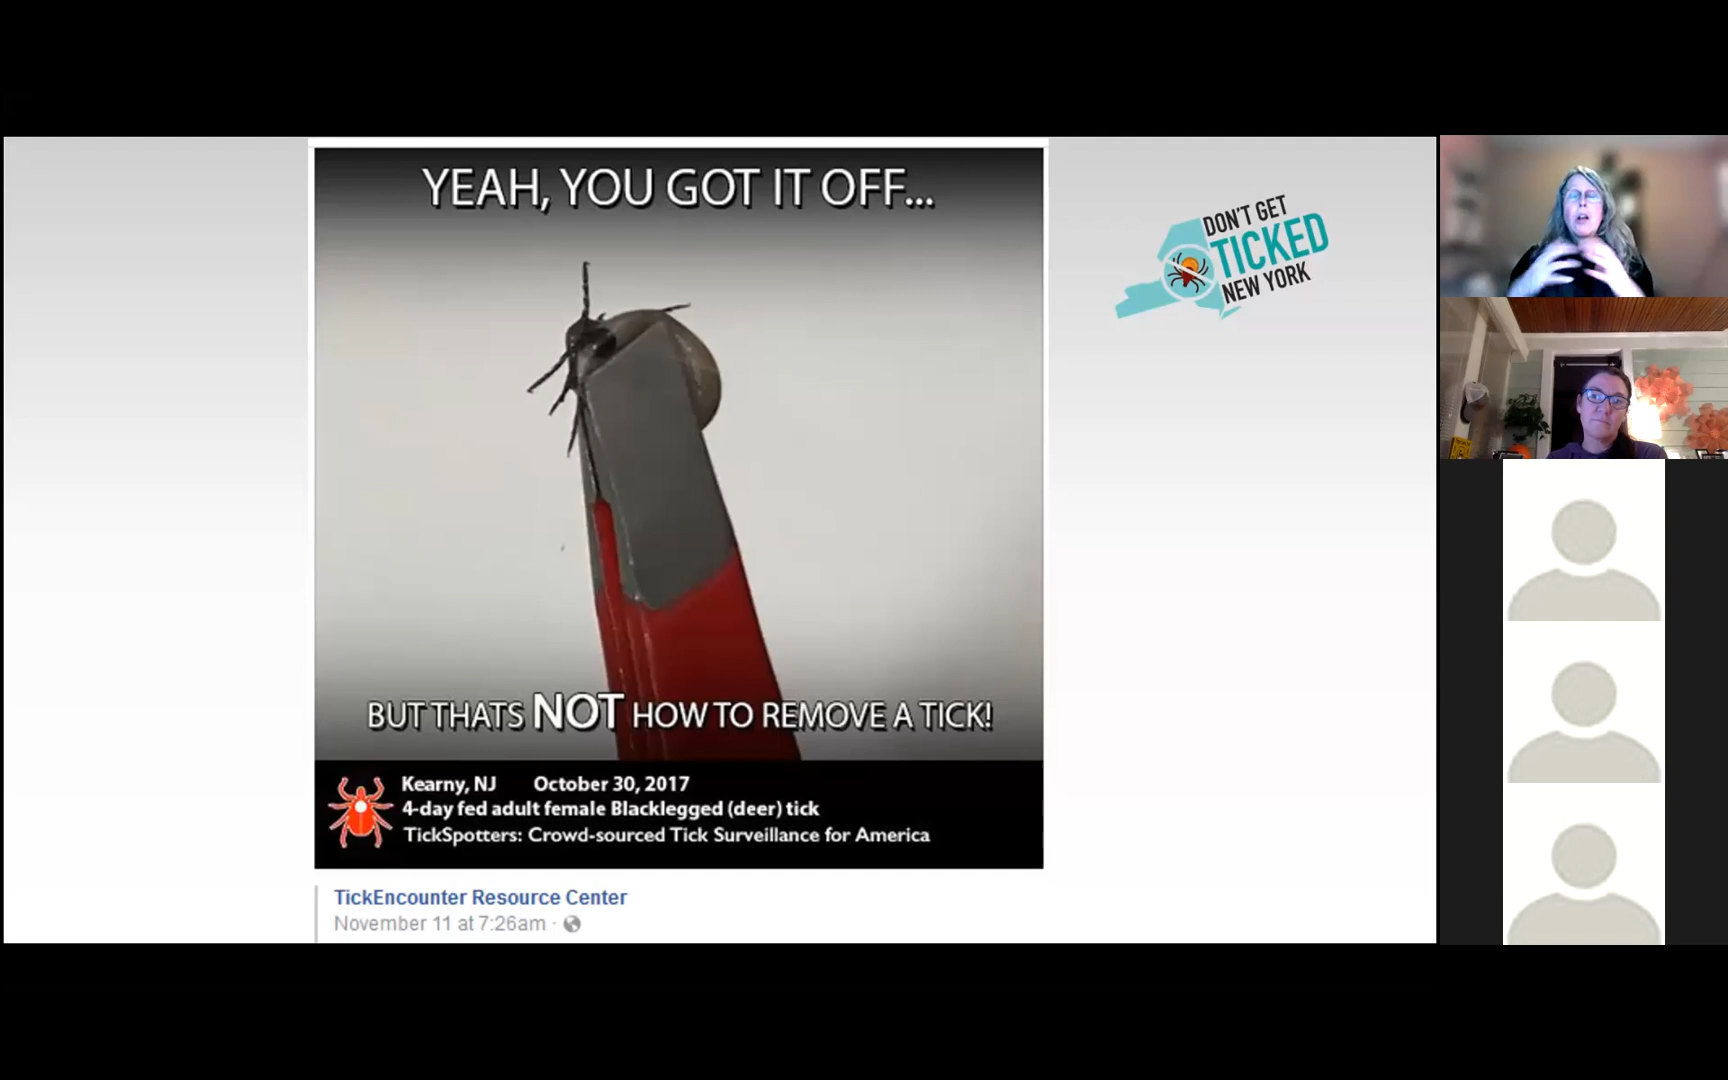 YEAH, YOU GOT IT OFF...
BUT THATS NOT HOW TO REMOVE A TICK!
Kearny, NJ October 30, 2017
4-day fed adult female Blacklegged (deer) tick
TickSpotters: Crowd-sourced Tick Surveillance for America
TickEncounter Resource Center
November 11 at 7:26am ·
DON'T GET
TICKED
NEW YORK